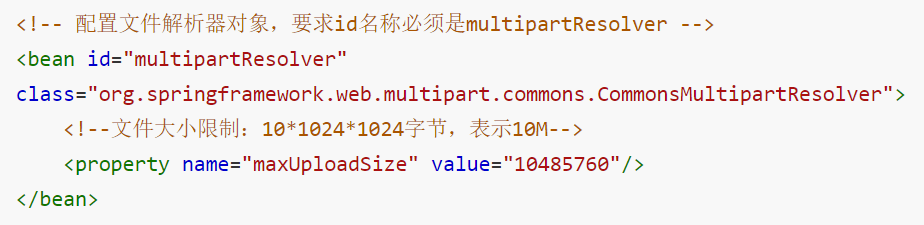 <!-- 配置文件解析器对象，要求id名称必须是multipartResolver -->
<bean id="multipartResolver"
class="org.springframework.web.multipart.commons.CommonsMultipartResolver">
    <!--文件大小限制：10*1024*1024字节，表示10M-->
    <property name="maxUploadSize" value="10485760"/>
</bean>